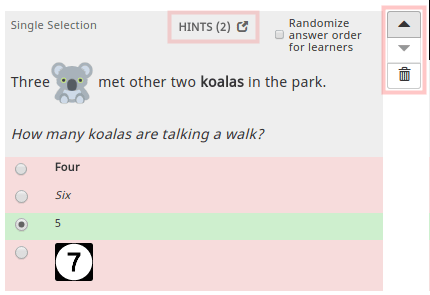 Single Selection
HINTS (2)
Randomize
answer order
for learners
Three met other two koalas in the park.
How many koalas are talking a walk?
Four
Six
5
7